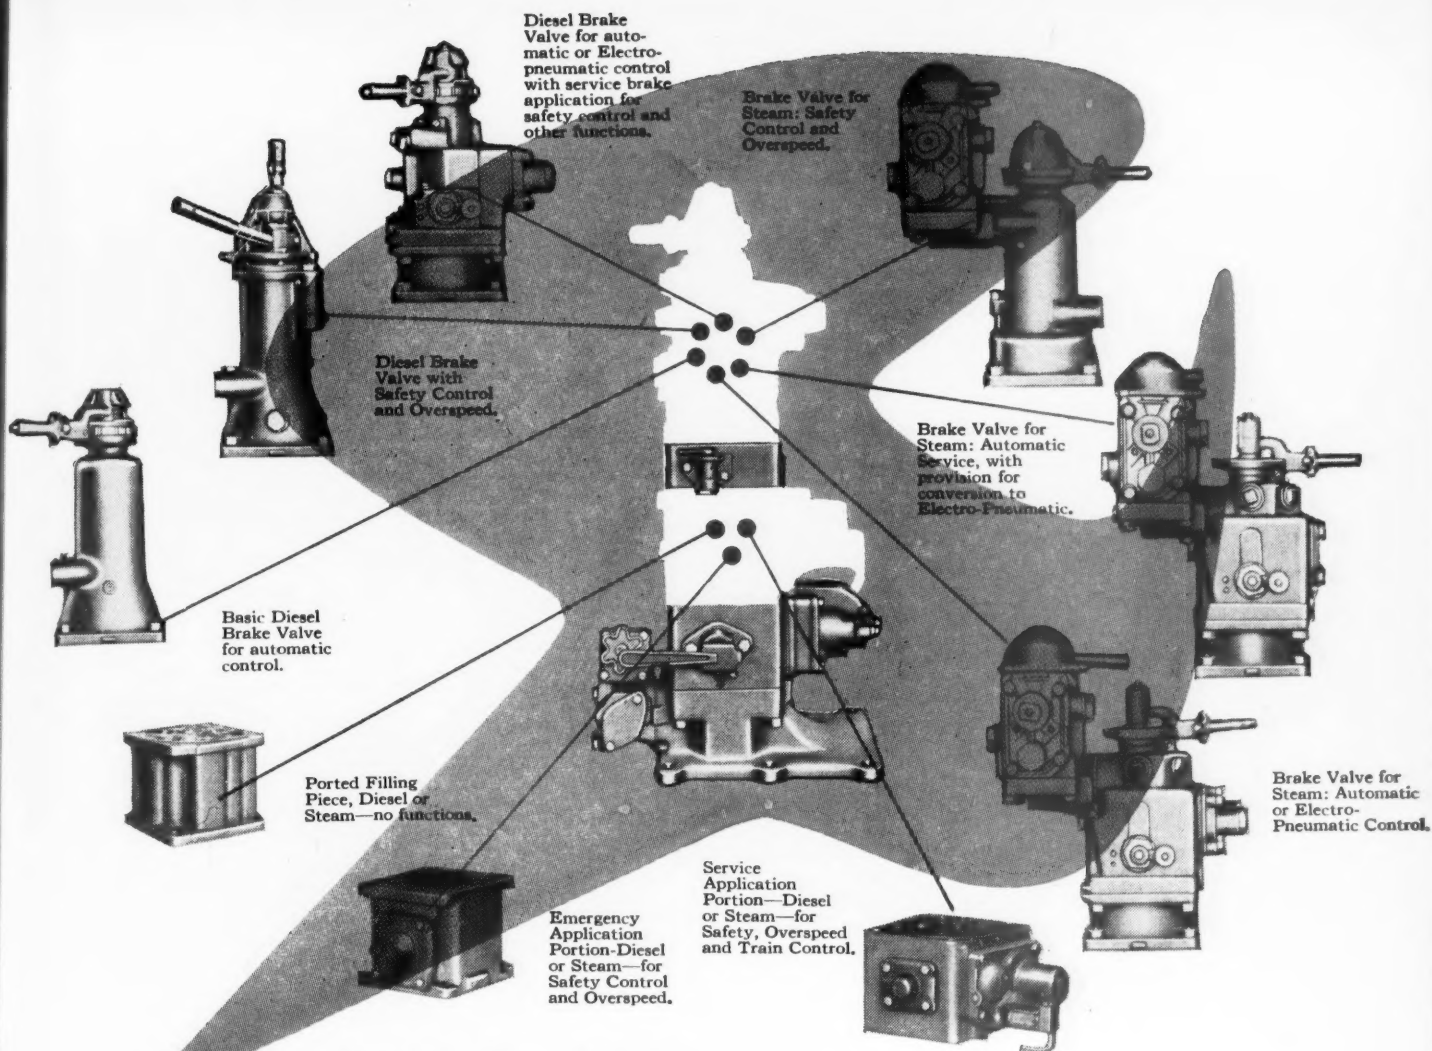 Diesel Brake
Valve for auto-
matic or Electro-
pneumatic control
with service brake
application for
safety control and
other functions.
Brake Valve for
Steam: Safety
Control and
Overspeed.
Diesel Brake
Valve with
Safety Control
and Overspeed.
Brake Valve for
Steam: Automatic
Service, with
provision for
conversion to
Electro-Pneumatic.
Basic Diesel
Brake Valve
for automatic
control.
Ported Filling
Piece, Diesel or
Steam—no functions.
Brake Valve for
Steam: Automatic
or Electro-
Pneumatic Control.
Service
Application
Portion—Diesel
or Steam—for
Safety, Overspeed
and Train Control.
Emergency
Application
Portion-Diesel
or Steam—for
Safety Control
and Overspeed.